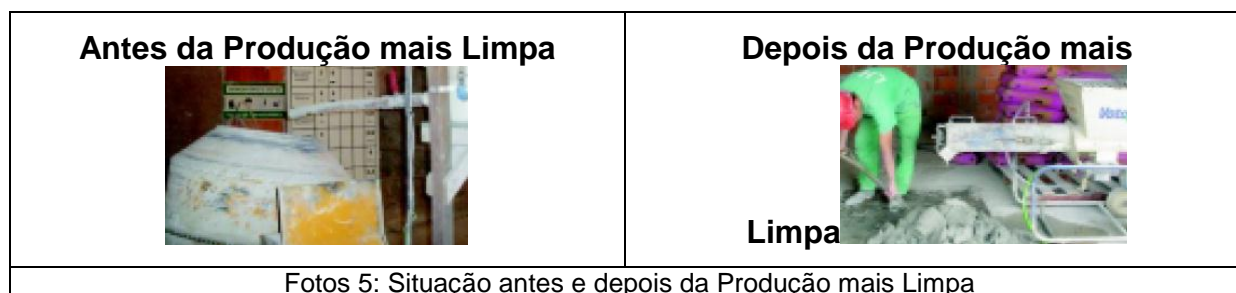 Antes da Produção mais Limpa
Depois da Produção mais
Limpa
Fotos 5: Situação antes e depois da Produção mais Limpa